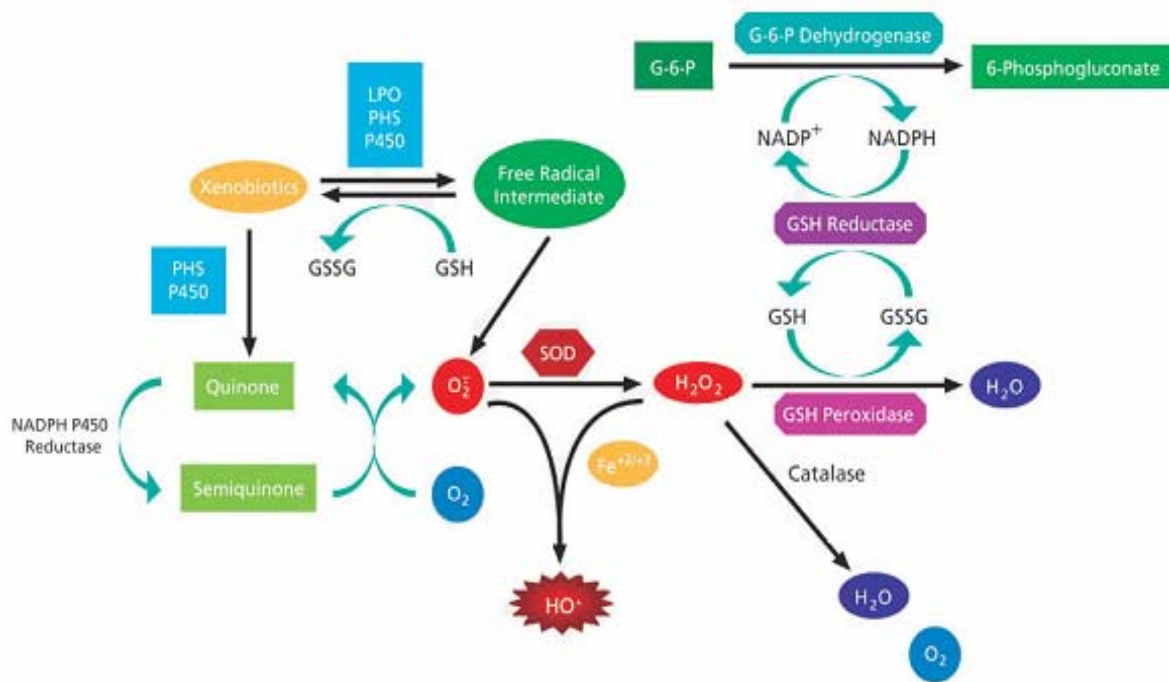 G-6-P Dehydrogenase
G-6-P
6-Phosphogluconate
LPO
PHS
P450
NADP⁺
NADPH
Xenobiotics
Free Radical
Intermediate
GSH Reductase
GSSG
GSH
PHS
P450
GSH
GSSG
SOD
Quinone
O₂⁻
H₂O₂
H₂O
GSH Peroxidase
NADPH P450
Reductase
Fe⁺²/⁺³
Catalase
Semiquinone
O₂
HO•
H₂O
O₂